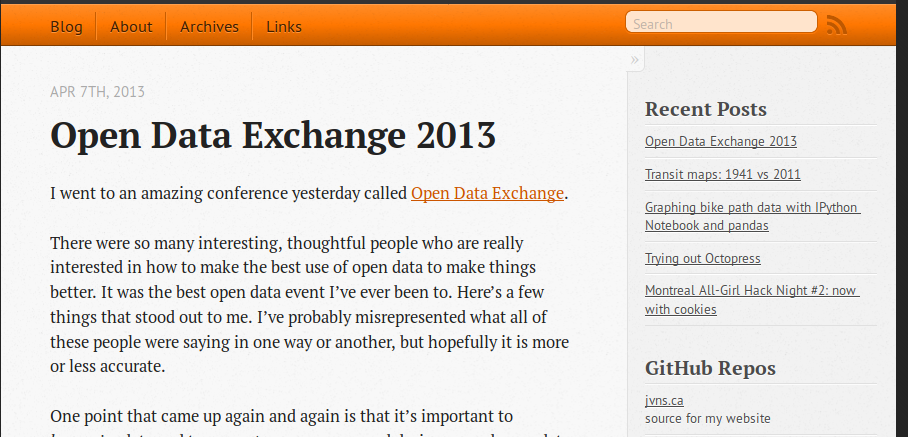 Blog
About
Archives
Links
Search
»
APR 7TH, 2013
Open Data Exchange 2013
I went to an amazing conference yesterday called Open Data Exchange.
There were so many interesting, thoughtful people who are really
interested in how to make the best use of open data to make things
better. It was the best open data event I’ve ever been to. Here’s a few
things that stood out to me. I’ve probably misrepresented what all of
these people were saying in one way or another, but hopefully it is more
or less accurate.
One point that came up again and again is that it’s important to
Recent Posts
Open Data Exchange 2013
Transit maps: 1941 vs 2011
Graphing bike path data with IPython
Notebook and pandas
Trying out Octopress
Montreal All-Girl Hack Night #2: now
with cookies
GitHub Repos
jvns.ca
source for my website